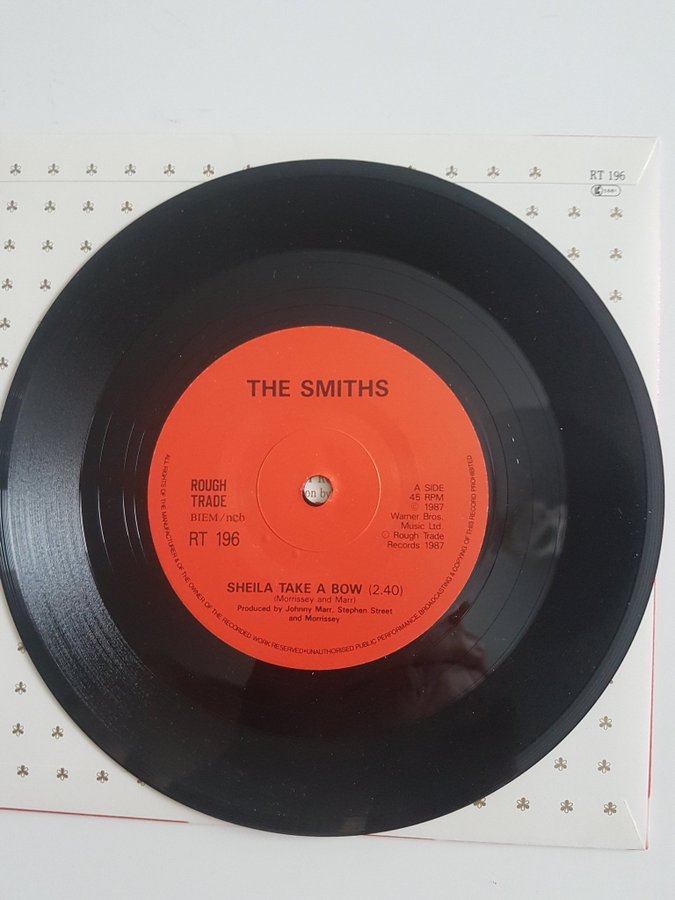 RT 196
THE SMITHS
ROUGH
TRADE
BIEM/ncb
RT 196
on by
A SIDE
45 RPM
© 1987
Warner Bros.
Music Ltd.
℗ Rough Trade
Records 1987
SHEILA TAKE A BOW (2.40)
(Morrissey and Marr)
Produced by Johnny Marr, Stephen Street
and Morrissey
ALL RIGHTS OF THE MANUFACTURER & OF THE OWNER OF THE RECORDED WORK RESERVED•UNAUTHORISED PUBLIC PERFORMANCE, BROADCASTING & COPYING OF THIS RECORD PROHIBITED